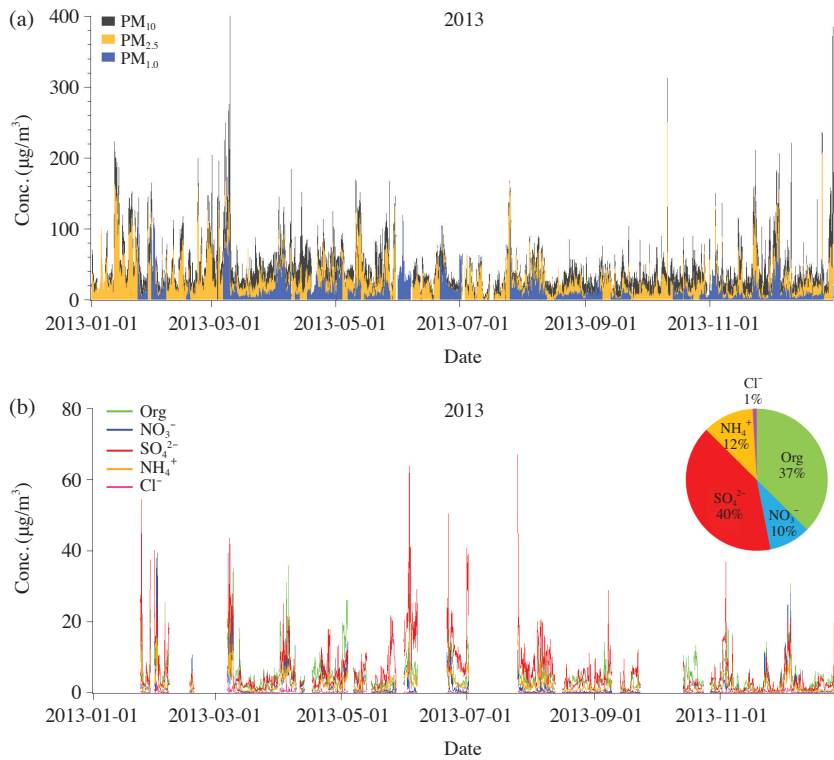 (a)
PM₁₀
PM₂.₅
PM₁.₀
2013
400
300
200
100
0
Conc. (μg/m³)
2013-01-01 2013-03-01 2013-05-01 2013-07-01 2013-09-01 2013-11-01
Date
(b)
Org
NO₃⁻
SO₄²⁻
NH₄⁺
Cl⁻
2013
80
60
40
20
0
Conc. (μg/m³)
Cl⁻
1%
NH₄⁺
12%
Org
37%
SO₄²⁻
40%
NO₃⁻
10%
2013-01-01 2013-03-01 2013-05-01 2013-07-01 2013-09-01 2013-11-01
Date